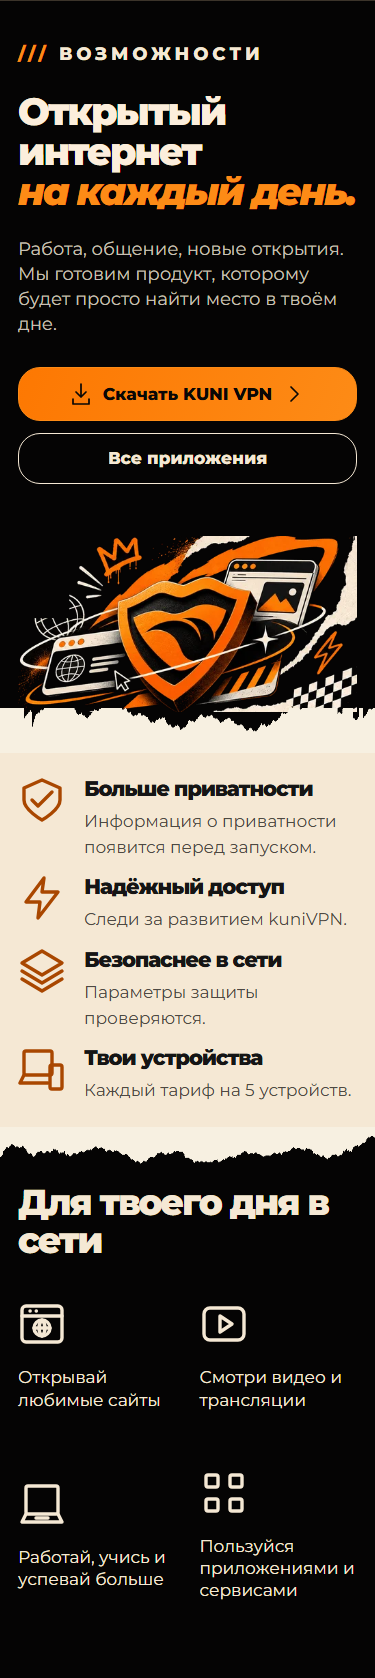 /// ВОЗМОЖНОСТИ
Открытый
интернет
на каждый день.
Работа, общение, новые открытия.
Мы готовим продукт, которому
будет просто найти место в твоём
дне.
Скачать KUNI VPN
Все приложения
Больше приватности
Информация о приватности
появится перед запуском.
Надёжный доступ
Следи за развитием kuniVPN.
Безопаснее в сети
Параметры защиты
проверяются.
Твои устройства
Каждый тариф на 5 устройств.
Для твоего дня в
сети
Открывай
любимые сайты
Смотри видео и
трансляции
Работай, учись и
успевай больше
Пользуйся
приложениями и
сервисами